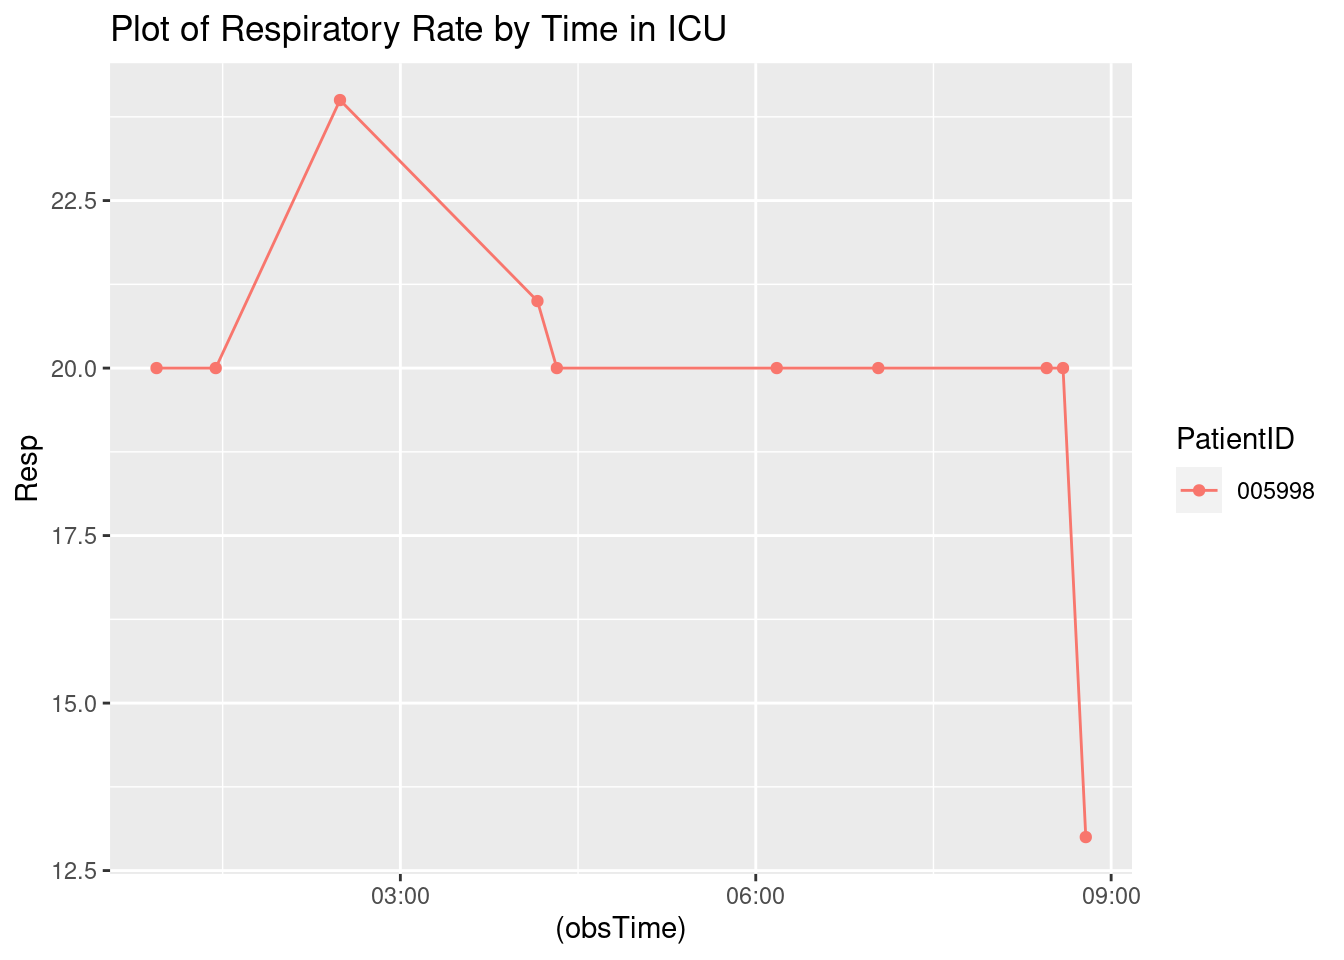 Plot of Respiratory Rate by Time in ICU
22.5
20.0
17.5
15.0
12.5
Resp
03:00 06:00 09:00
(obsTime)
PatientID
005998